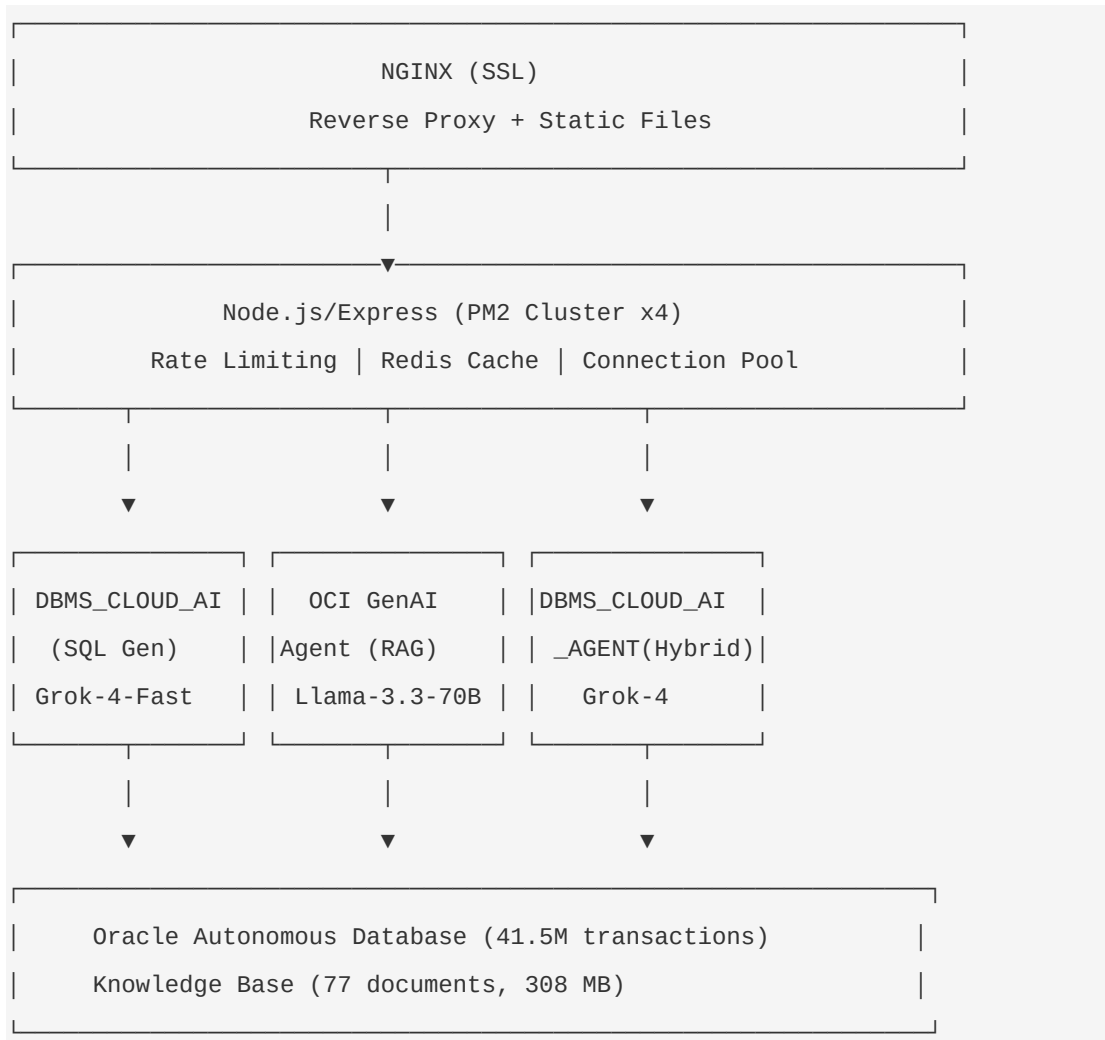 NGINX (SSL)
Reverse Proxy + Static Files
Node.js/Express (PM2 Cluster x4)
Rate Limiting │ Redis Cache │ Connection Pool
DBMS_CLOUD_AI │ │ OCI GenAI │ │DBMS_CLOUD_AI
(SQL Gen) │ │Agent (RAG) │ │ _AGENT(Hybrid)
Grok-4-Fast │ │ Llama-3.3-70B │ │ Grok-4
Oracle Autonomous Database (41.5M transactions)
Knowledge Base (77 documents, 308 MB)